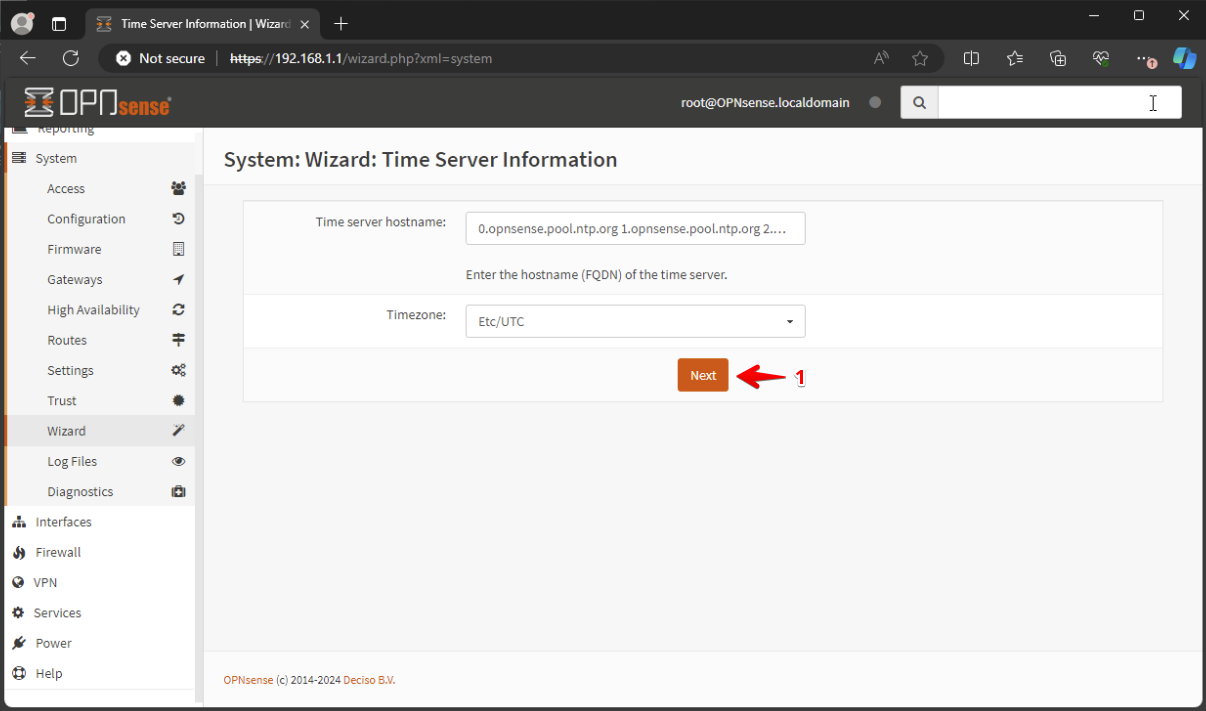 Time Server Information | Wizard
Not secure
https://192.168.1.1/wizard.php?xml=system
OPNsense
root@OPNsense.localdomain
Reporting
System
Access
Configuration
Firmware
Gateways
High Availability
Routes
Settings
Trust
Wizard
Log Files
Diagnostics
Interfaces
Firewall
VPN
Services
Power
Help
System: Wizard: Time Server Information
Time server hostname:
0.opnsense.pool.ntp.org 1.opnsense.pool.ntp.org 2....
Enter the hostname (FQDN) of the time server.
Timezone:
Etc/UTC
Next
1
OPNsense (c) 2014-2024 Deciso B.V.